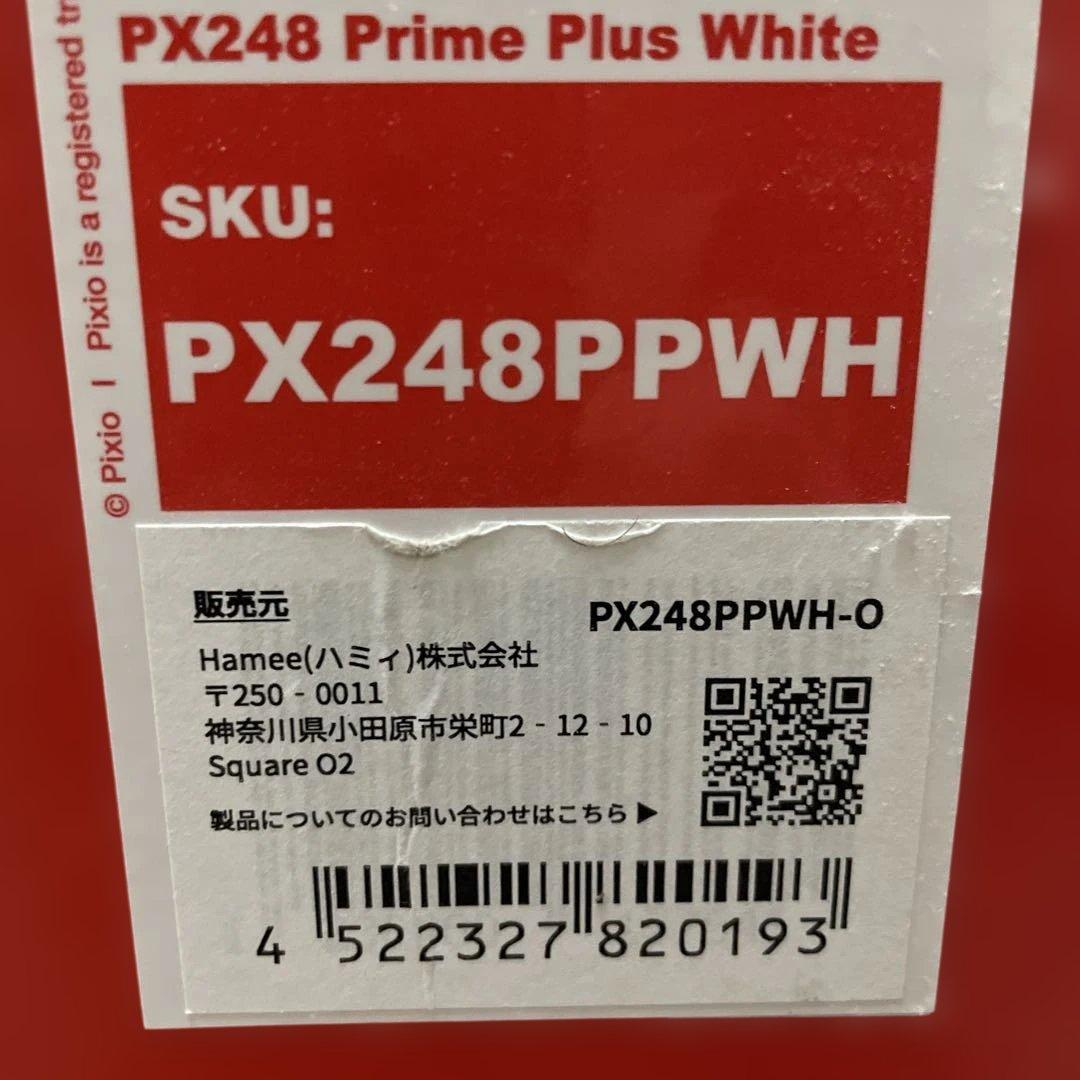 PX248 Prime Plus White
© Pixio | Pixio is a registered
SKU:
PX248PPWH
販売元
PX248PPWH-O
Hamee(ハミィ)株式会社
〒250 - 0011
神奈川県小田原市栄町2 - 12 - 10
Square O2
製品についてのお問い合わせはこちら ▶
4 522327 820193